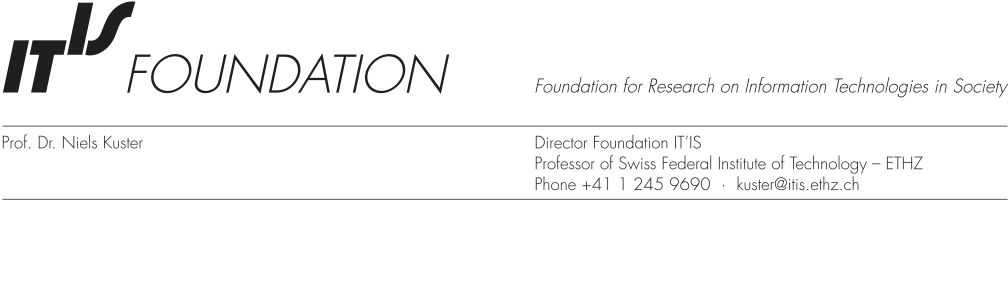 IT'IS FOUNDATION
Foundation for Research on Information Technologies in Society
Prof. Dr. Niels Kuster
Director Foundation IT'IS
Professor of Swiss Federal Institute of Technology – ETHZ
Phone +41 1 245 9690 · kuster@itis.ethz.ch